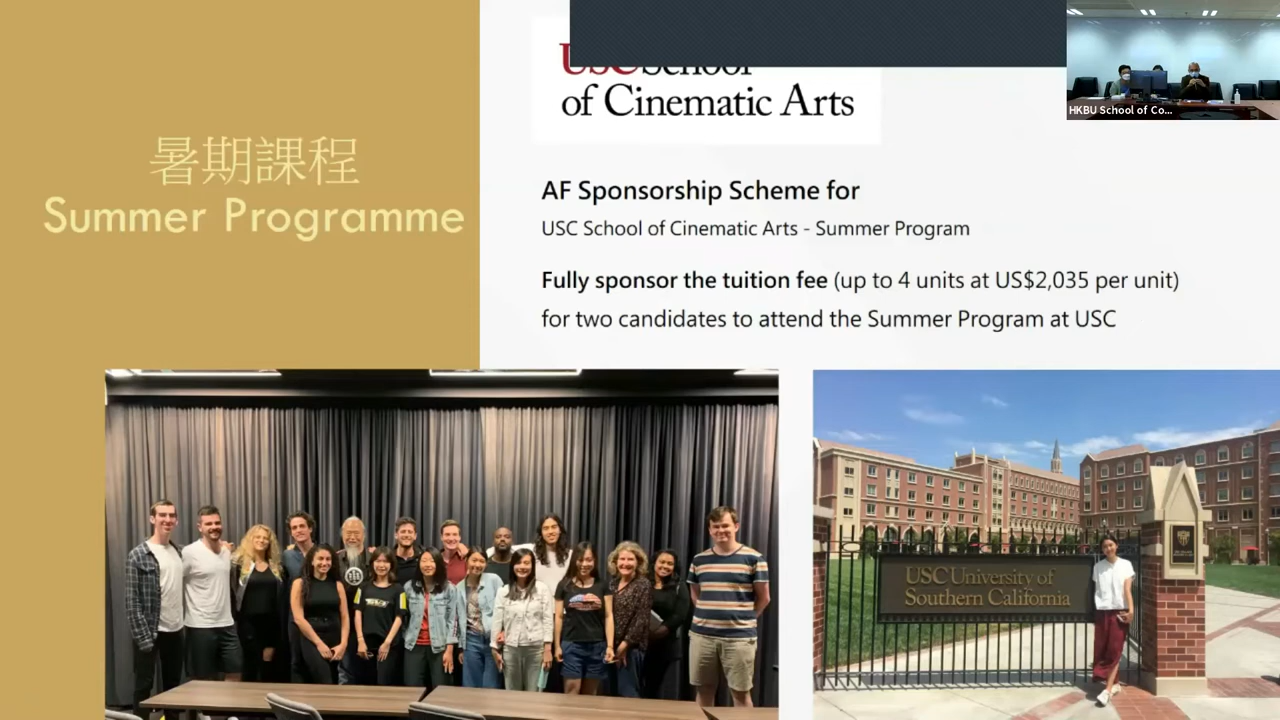 暑期課程
Summer Programme
USC School
of Cinematic Arts
HKBU School of Co...
AF Sponsorship Scheme for
USC School of Cinematic Arts - Summer Program
Fully sponsor the tuition fee (up to 4 units at US$2,035 per unit)
for two candidates to attend the Summer Program at USC
USC University of
Southern California